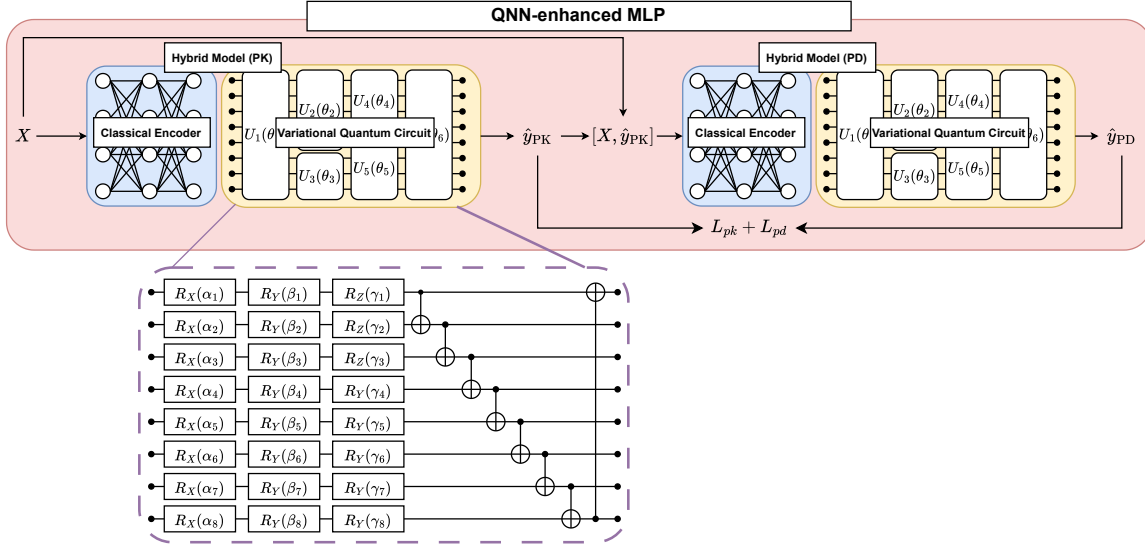 QNN-enhanced MLP
Hybrid Model (PK)
Hybrid Model (PD)
X
Classical Encoder
U₁(θ
U₂(θ₂)
U₃(θ₃)
U₄(θ₄)
U₅(θ₅)
θ₆)
Variational Quantum Circuit
ŷ_PK
[X, ŷ_PK]
Classical Encoder
U₁(θ
U₂(θ₂)
U₃(θ₃)
U₄(θ₄)
U₅(θ₅)
θ₆)
Variational Quantum Circuit
ŷ_PD
L_pk + L_pd
R_X(α₁) R_Y(β₁) R_Z(γ₁)
R_X(α₂) R_Y(β₂) R_Z(γ₂)
R_X(α₃) R_Y(β₃) R_Z(γ₃)
R_X(α₄) R_Y(β₄) R_Y(γ₄)
R_X(α₅) R_Y(β₅) R_Y(γ₅)
R_X(α₆) R_Y(β₆) R_Y(γ₆)
R_X(α₇) R_Y(β₇) R_Y(γ₇)
R_X(α₈) R_Y(β₈) R_Y(γ₈)